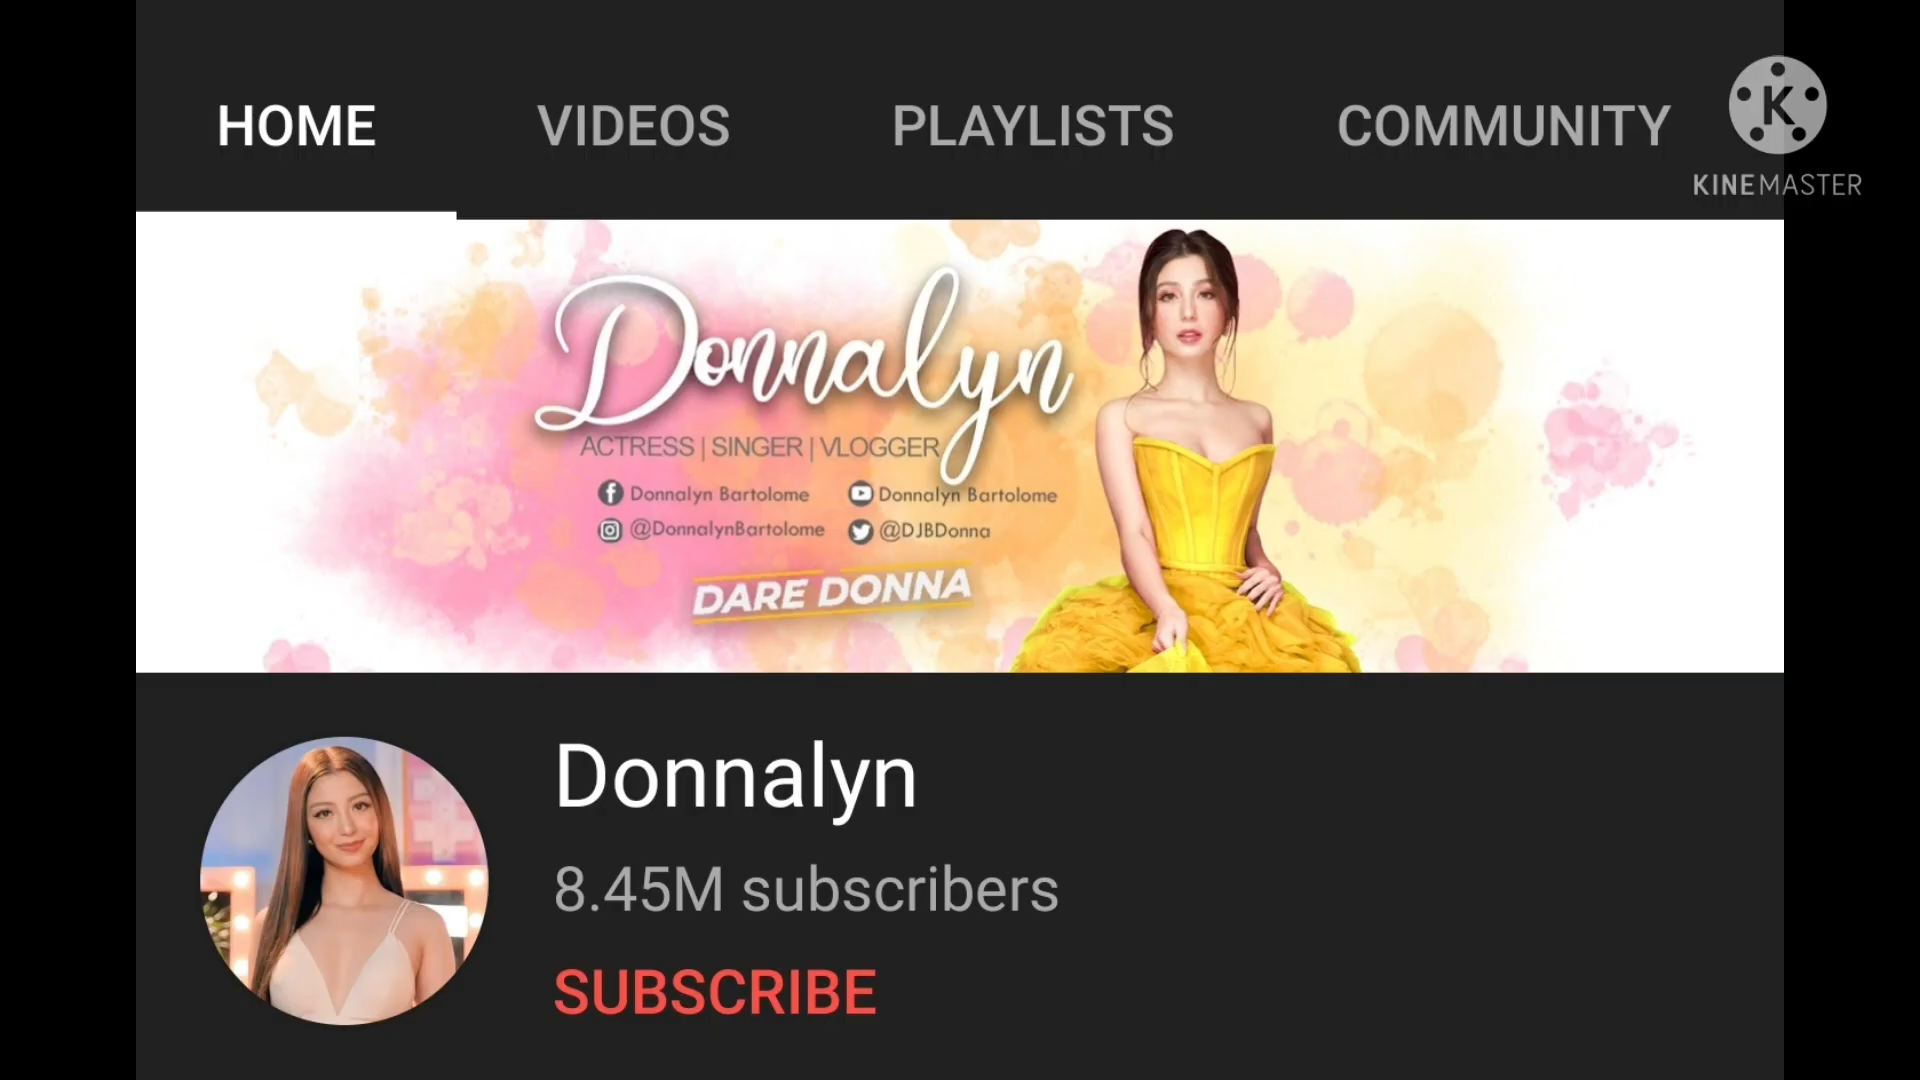 HOME VIDEOS PLAYLISTS COMMUNITY
K
KINEMASTER
Donnalyn
ACTRESS | SINGER | VLOGGER
Donnalyn Bartolome Donnalyn Bartolome
@DonnalynBartolome @DJBDonna
DARE DONNA
Donnalyn
8.45M subscribers
SUBSCRIBE